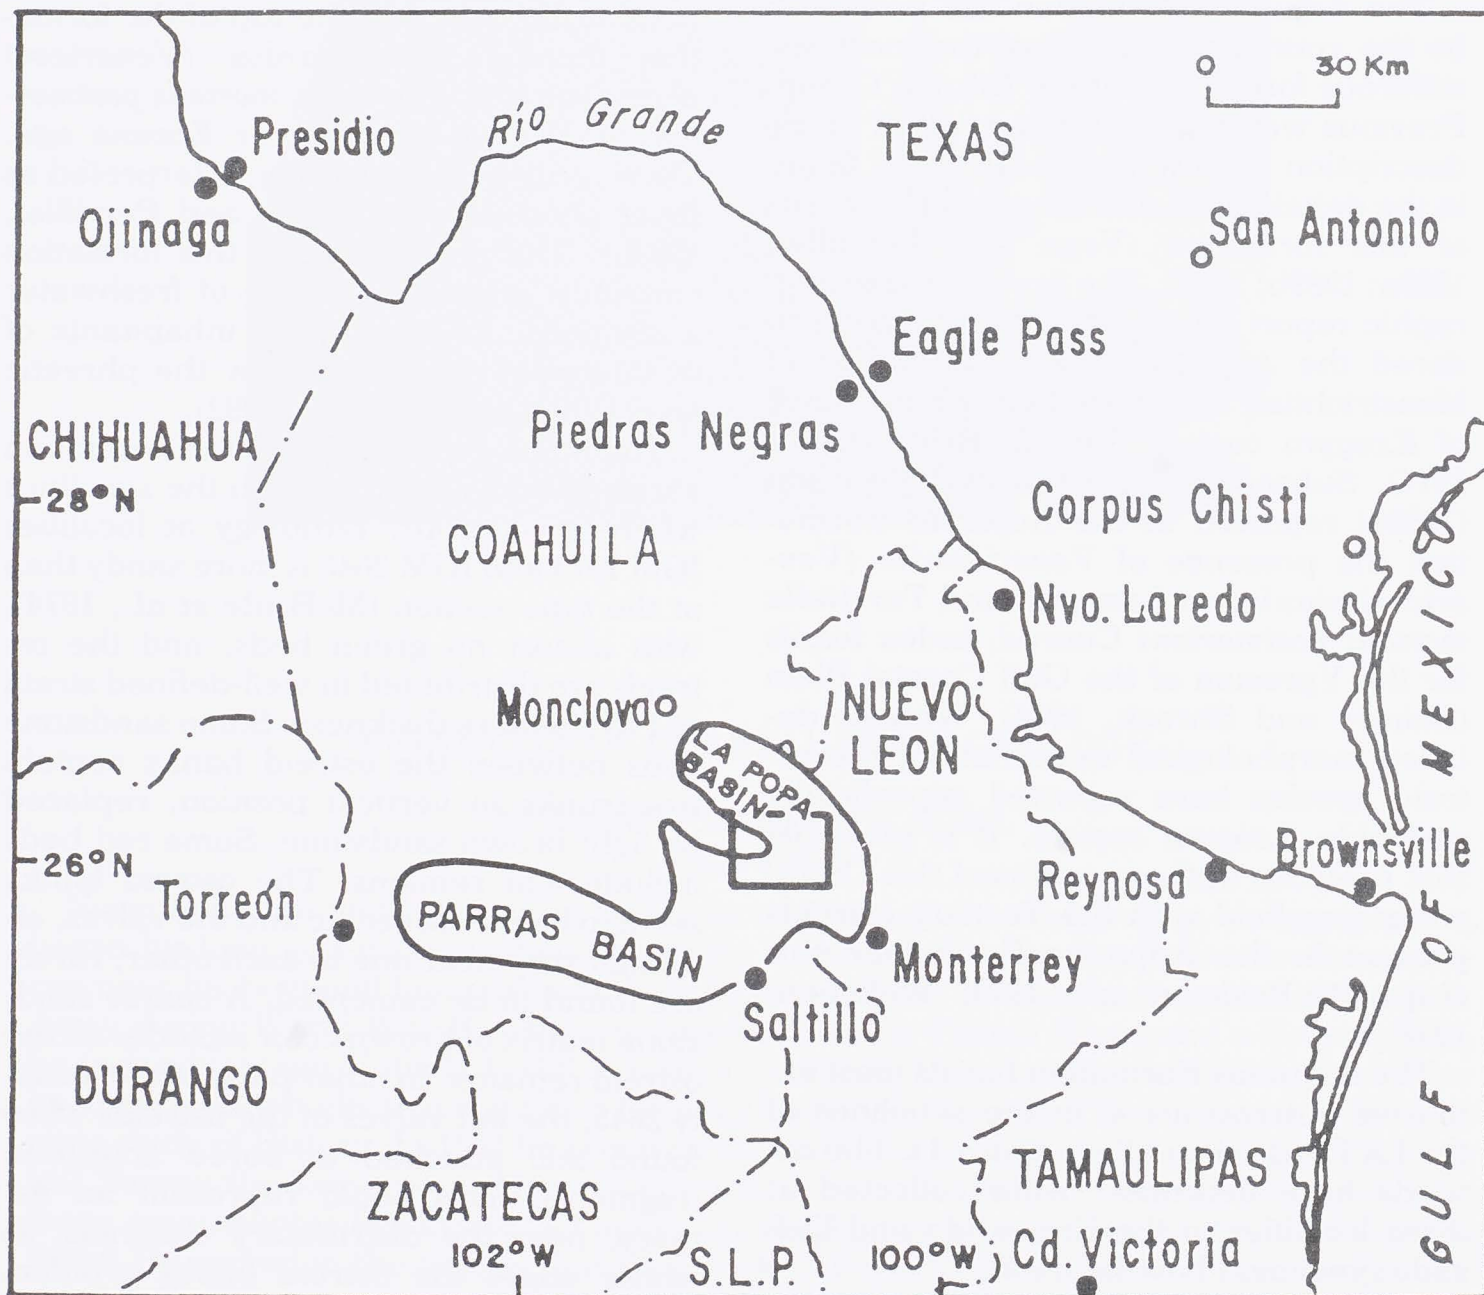 0 30 Km
Río Grande
TEXAS
Presidio
Ojinaga
San Antonio
Eagle Pass
Piedras Negras
CHIHUAHUA
28°N
COAHUILA
Corpus Chisti
Nvo. Laredo
Monclova
NUEVO
LEON
LA POPA
BASIN
26°N
Torreón
PARRAS BASIN
Reynosa
Brownsville
Monterrey
Saltillo
DURANGO
ZACATECAS
TAMAULIPAS
102°W
S.L.P.
100°W
Cd. Victoria
GULF OF MEXICO